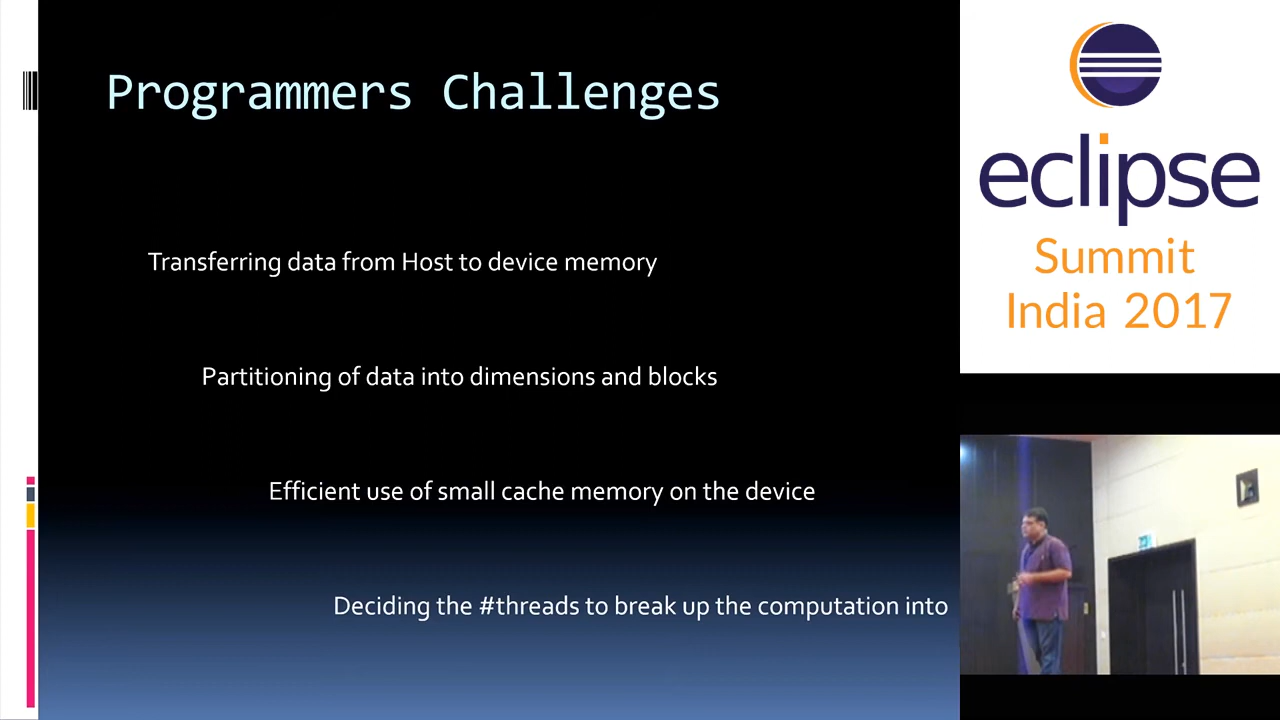 Programmers Challenges
Transferring data from Host to device memory
Partitioning of data into dimensions and blocks
Efficient use of small cache memory on the device
Deciding the #threads to break up the computation into
eclipse
Summit
India 2017